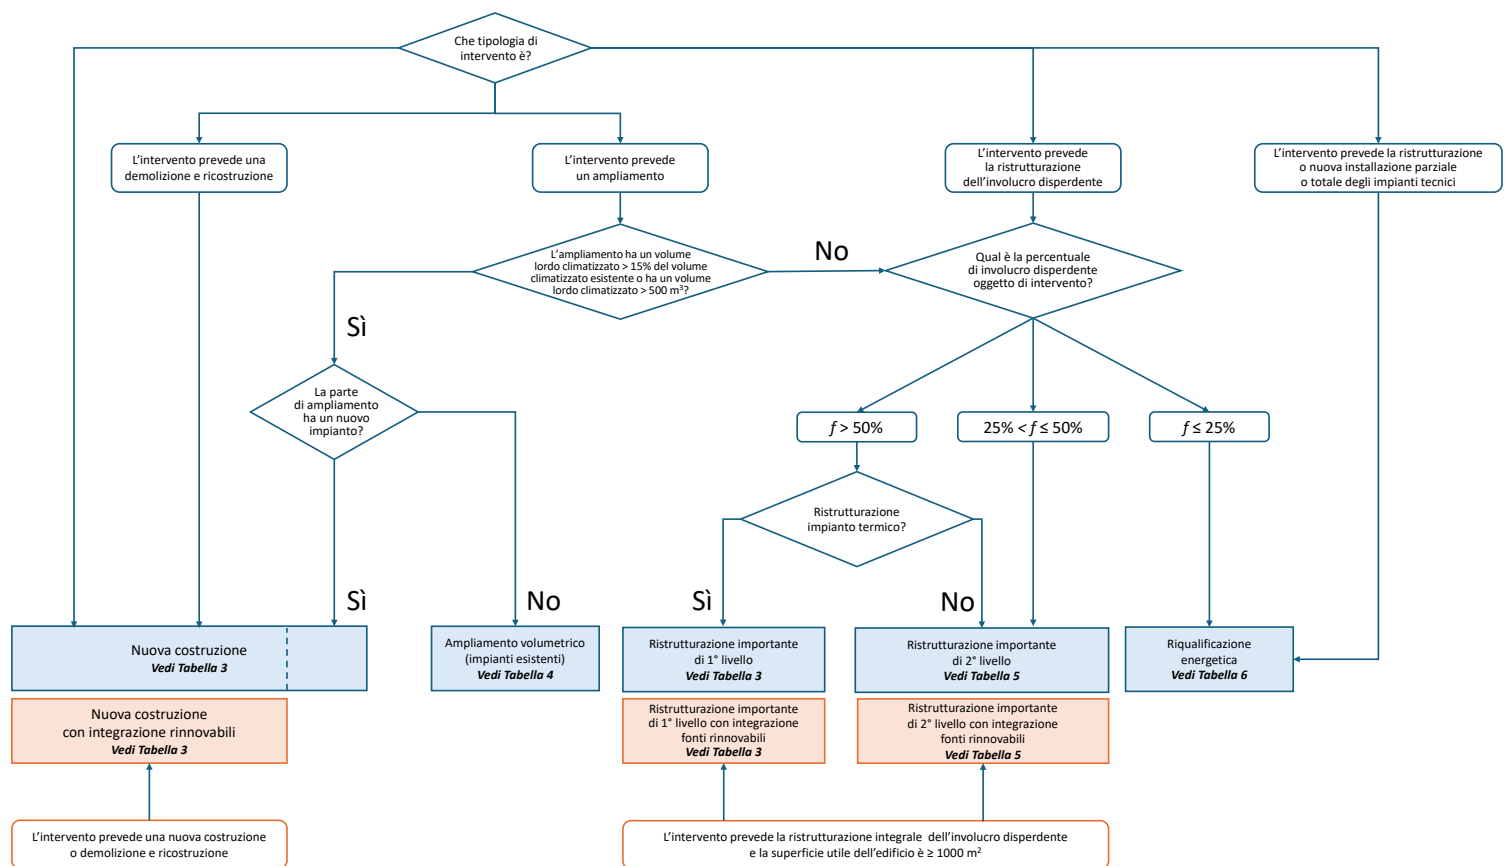 Che tipologia di
intervento è?
L'intervento prevede una
demolizione e ricostruzione
L'intervento prevede
un ampliamento
L'intervento prevede
la ristrutturazione
dell'involucro disperdente
L'intervento prevede la ristrutturazione
o nuova installazione parziale
o totale degli impianti tecnici
L'ampliamento ha un volume
lordo climatizzato > 15% del volume
climatizzato esistente o ha un volume
lordo climatizzato > 500 m³?
No
Qual è la percentuale
di involucro disperdente
oggetto di intervento?
Sì
La parte
di ampliamento
ha un nuovo
impianto?
f > 50%
25% < f ≤ 50%
f ≤ 25%
Ristrutturazione
impianto termico?
Sì
No
Sì
No
Nuova costruzione
Vedi Tabella 3
Ampliamento volumetrico
(impianti esistenti)
Vedi Tabella 4
Ristrutturazione importante
di 1° livello
Vedi Tabella 3
Ristrutturazione importante
di 2° livello
Vedi Tabella 5
Riqualificazione
energetica
Vedi Tabella 6
Nuova costruzione
con integrazione rinnovabili
Vedi Tabella 3
Ristrutturazione importante
di 1° livello con integrazione
fonti rinnovabili
Vedi Tabella 3
Ristrutturazione importante
di 2° livello con integrazione
fonti rinnovabili
Vedi Tabella 5
L'intervento prevede una nuova costruzione
o demolizione e ricostruzione
L'intervento prevede la ristrutturazione integrale dell'involucro disperdente
e la superficie utile dell'edificio è ≥ 1000 m²